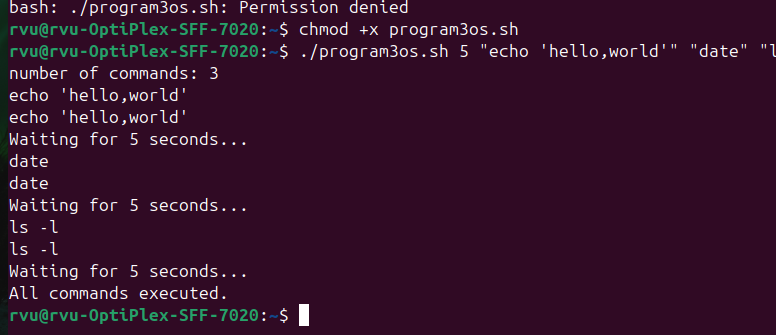 bash: ./program3os.sh: Permission denied
rvu@rvu-OptiPlex-SFF-7020:~$ chmod +x program3os.sh
rvu@rvu-OptiPlex-SFF-7020:~$ ./program3os.sh 5 "echo 'hello,world'" "date" "l
number of commands: 3
echo 'hello,world'
echo 'hello,world'
Waiting for 5 seconds...
date
date
Waiting for 5 seconds...
ls -l
ls -l
Waiting for 5 seconds...
All commands executed.
rvu@rvu-OptiPlex-SFF-7020:~$